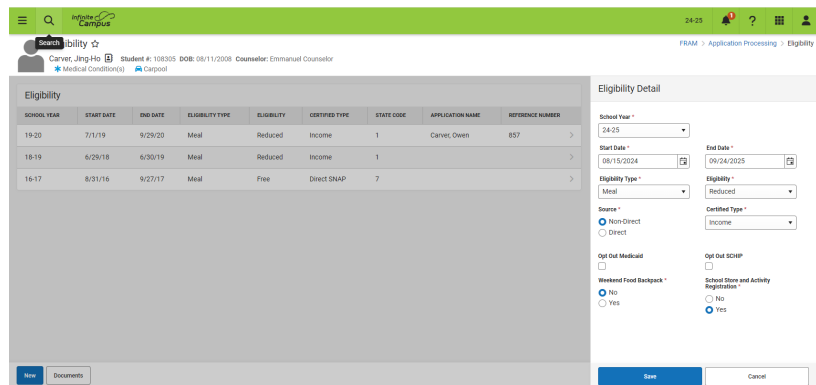 Infinite Campus
24-25
Search
ibility
FRAM > Application Processing > Eligibility
Carver, Jing-Ho Student #: 108305 DOB: 08/11/2008 Counselor: Emmanuel Counselor
Medical Condition(s) Carpool
Eligibility
SCHOOL YEAR START DATE END DATE ELIGIBILITY TYPE ELIGIBILITY CERTIFIED TYPE STATE CODE APPLICATION NAME REFERENCE NUMBER
19-20 7/1/19 9/29/20 Meal Reduced Income 1 Carver, Owen 857
18-19 6/29/18 6/30/19 Meal Reduced Income 1
16-17 8/31/16 9/27/17 Meal Free Direct SNAP 7
New Documents
Eligibility Detail
School Year *
24-25
Start Date * End Date *
08/15/2024 09/24/2025
Eligibility Type * Eligibility *
Meal Reduced
Source * Certified Type *
Non-Direct Income
Direct
Opt Out Medicaid Opt Out SCHIP
Weekend Food Backpack * School Store and Activity
Registration *
No No
Yes Yes
Save Cancel